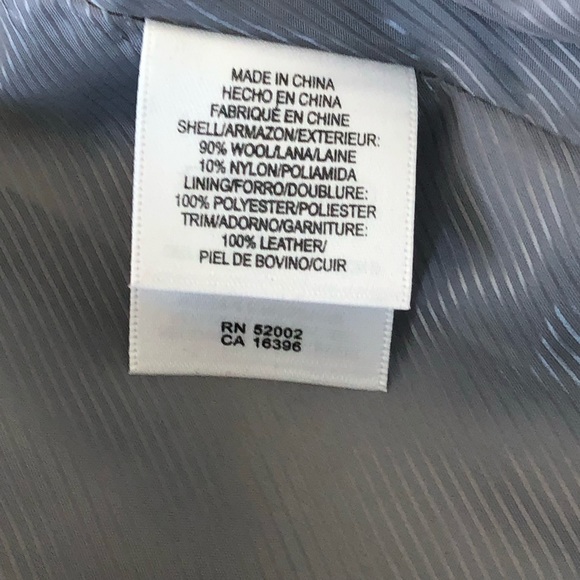 MADE IN CHINA
HECHO EN CHINA
FABRIQUÉ EN CHINE
SHELL/ARMAZON/EXTERIEUR:
90% WOOL/LANA/LAINE
10% NYLON/POLIAMIDA
LINING/FORRO/DOUBLURE:
100% POLYESTER/POLIESTER
TRIM/ADORNO/GARNITURE:
100% LEATHER/
PIEL DE BOVINO/CUIR
RN 52002
CA 16396